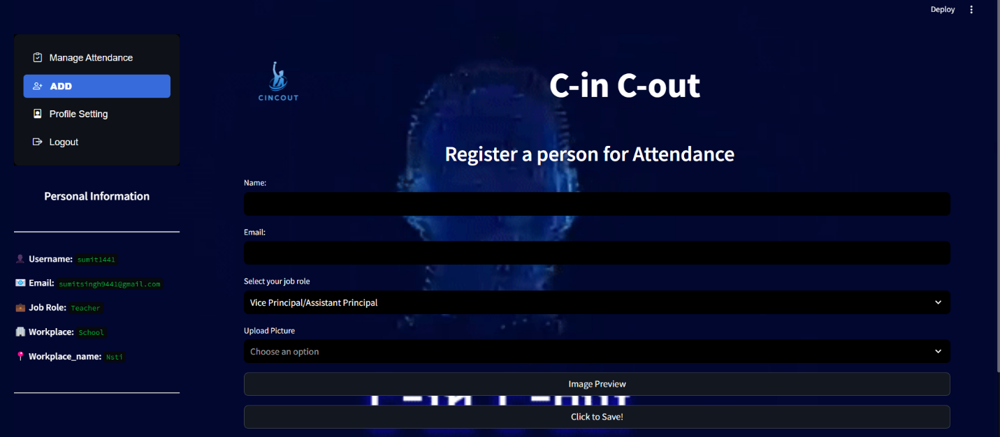 Deploy
Manage Attendance
ADD
Profile Setting
Logout
Personal Information
Username: sumit1441
Email: sumitsingh9441@gmail.com
Job Role: Teacher
Workplace: School
Workplace_name: Nsti
CINCOUT
C-in C-out
Register a person for Attendance
Name:
Email:
Select your job role
Vice Principal/Assistant Principal
Upload Picture
Choose an option
Image Preview
C-in C-out
Click to Save!